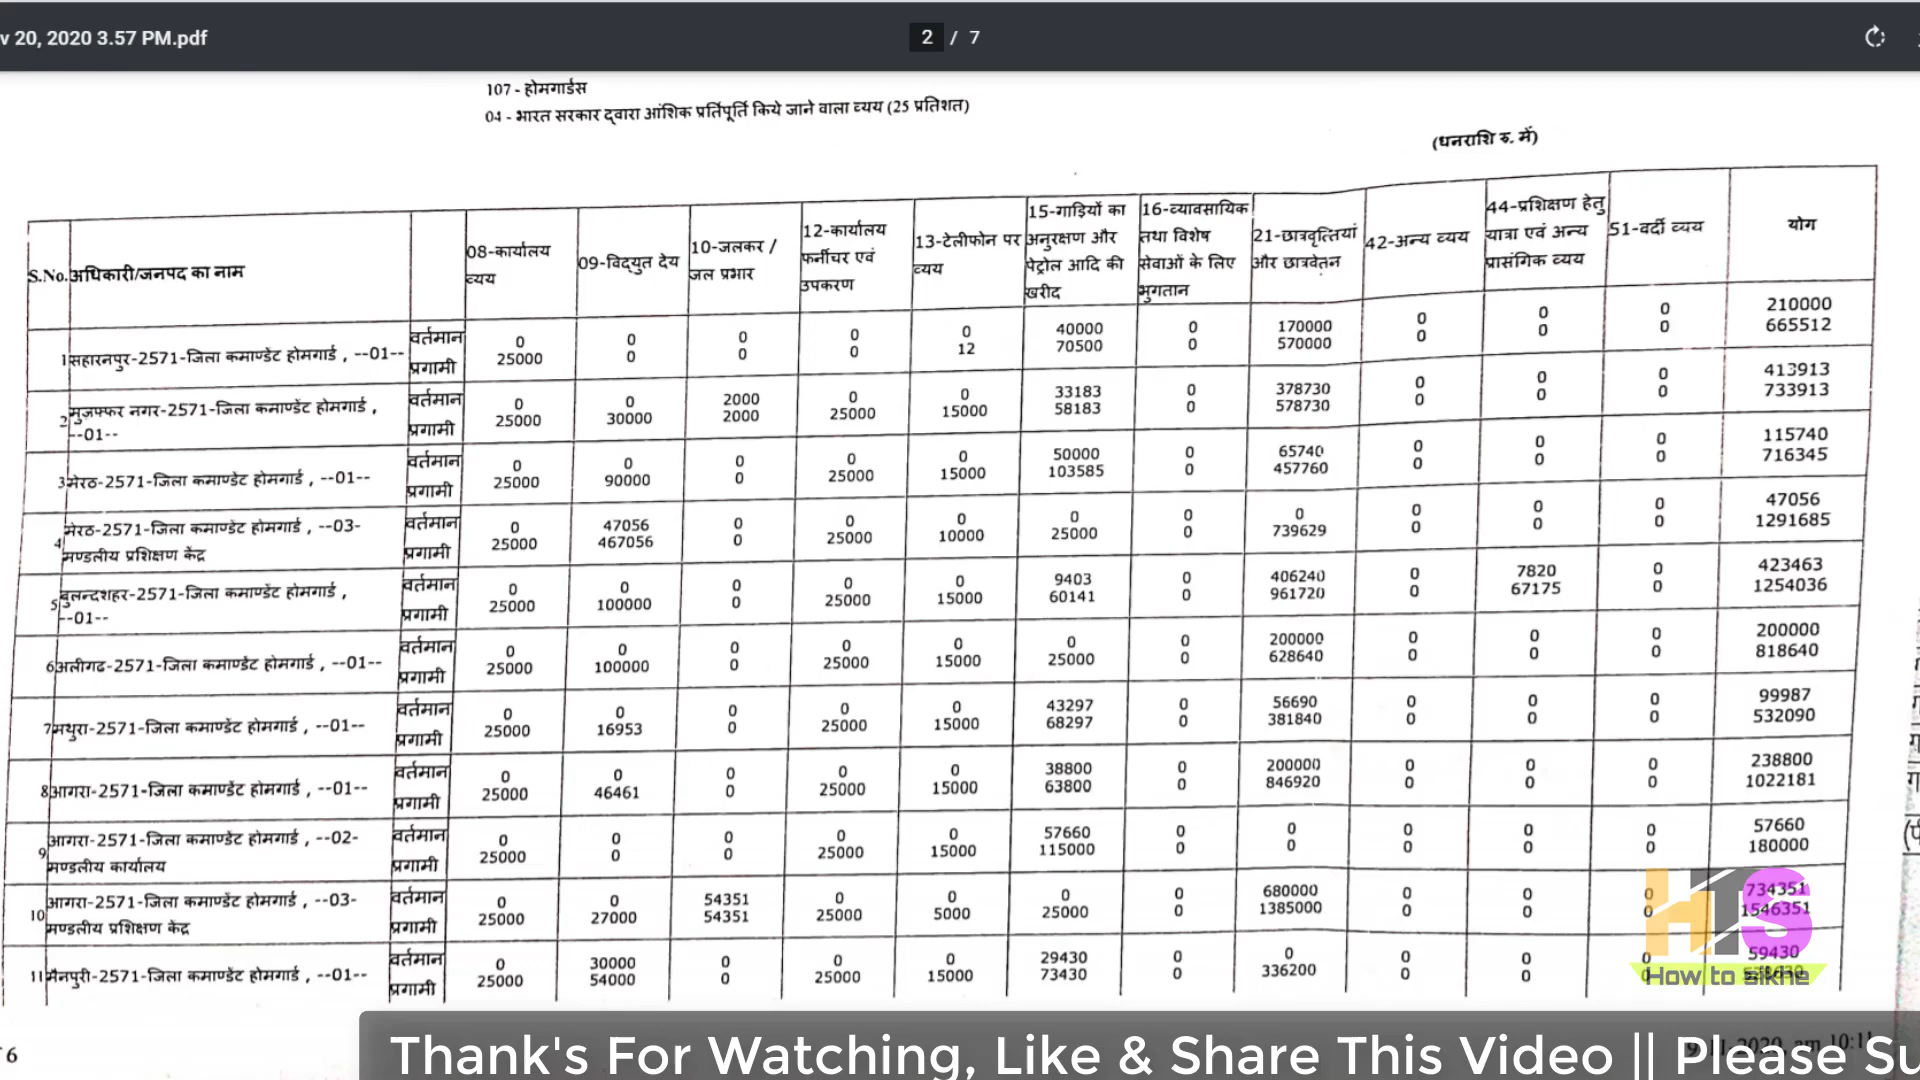 v 20, 2020 3.57 PM.pdf
2 / 7
107 - होमगार्डस
04 - भारत सरकार द्वारा आंशिक प्रर्तिपूर्ति किये जाने वाला व्यय (25 प्रतिशत)
(धनराशि रु. में)
S.No. अधिकारी/जनपद का नाम 08-कार्यालय व्यय 09-विद्युत देय 10-जलकर / जल प्रभार 12-कार्यालय फर्नीचर एवं उपकरण 13-टेलीफोन पर व्यय 15-गाड़ियों का अनुरक्षण और पेट्रोल आदि की खरीद 16-व्यावसायिक तथा विशेष सेवाओं के लिए भुगतान 21-छात्रवृत्तियां और छात्रवेतन 42-अन्य व्यय 44-प्रशिक्षण हेतु यात्रा एवं अन्य प्रासंगिक व्यय 51-वर्दी व्यय योग
1 सहारनपुर-2571-जिला कमाण्डेंट होमगार्ड , --01--
वर्तमान 0 0 0 0 0 40000 0 170000 0 0 0 210000
प्रगामी 25000 0 0 0 12 70500 0 570000 0 0 0 665512
2 मुजफ्फर नगर-2571-जिला कमाण्डेंट होमगार्ड ,
--01--
वर्तमान 0 0 2000 0 0 33183 0 378730 0 0 0 413913
प्रगामी 25000 30000 2000 25000 15000 58183 0 578730 0 0 0 733913
3 मेरठ-2571-जिला कमाण्डेंट होमगार्ड , --01--
वर्तमान 0 0 0 0 0 50000 0 65740 0 0 0 115740
प्रगामी 25000 90000 0 25000 15000 103585 0 457760 0 0 0 716345
4 मेरठ-2571-जिला कमाण्डेंट होमगार्ड , --03-
मण्डलीय प्रशिक्षण केंद्र
वर्तमान 0 47056 0 0 0 0 0 0 0 0 0 47056
प्रगामी 25000 467056 0 25000 10000 25000 0 739629 0 0 0 1291685
5 बुलन्दशहर-2571-जिला कमाण्डेंट होमगार्ड ,
--01--
वर्तमान 0 0 0 0 0 9403 0 406240 0 7820 0 423463
प्रगामी 25000 100000 0 25000 15000 60141 0 961720 0 67175 0 1254036
6 अलीगढ-2571-जिला कमाण्डेंट होमगार्ड , --01--
वर्तमान 0 0 0 0 0 0 0 200000 0 0 0 200000
प्रगामी 25000 100000 0 25000 15000 25000 0 628640 0 0 0 818640
7 मथुरा-2571-जिला कमाण्डेंट होमगार्ड , --01--
वर्तमान 0 0 0 0 0 43297 0 56690 0 0 0 99987
प्रगामी 25000 16953 0 25000 15000 68297 0 381840 0 0 0 532090
8 आगरा-2571-जिला कमाण्डेंट होमगार्ड , --01--
वर्तमान 0 0 0 0 0 38800 0 200000 0 0 0 238800
प्रगामी 25000 46461 0 25000 15000 63800 0 846920 0 0 0 1022181
9 आगरा-2571-जिला कमाण्डेंट होमगार्ड , --02-
मण्डलीय कार्यालय
वर्तमान 0 0 0 0 0 57660 0 0 0 0 0 57660
प्रगामी 25000 0 0 25000 15000 115000 0 0 0 0 0 180000
10 आगरा-2571-जिला कमाण्डेंट होमगार्ड , --03-
मण्डलीय प्रशिक्षण केंद्र
वर्तमान 0 0 54351 0 0 0 0 680000 0 0 0 734351
प्रगामी 25000 27000 54351 25000 5000 25000 0 1385000 0 0 0 1546351
11 मैनपुरी-2571-जिला कमाण्डेंट होमगार्ड , --01--
वर्तमान 0 30000 0 0 0 29430 0 0 0 0 0 59430
प्रगामी 25000 54000 0 25000 15000 73430 0 336200 0 0 0
HTS
How to sikhe
6
2020, am 10:11
Thank's For Watching, Like & Share This Video || Please Su